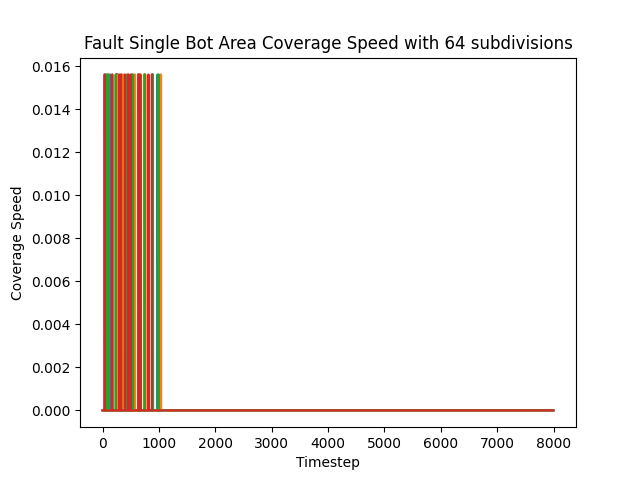 Fault Single Bot Area Coverage Speed with 64 subdivisions
0.016
0.014
0.012
0.010
0.008
0.006
0.004
0.002
0.000
Coverage Speed
0 1000 2000 3000 4000 5000 6000 7000 8000
Timestep